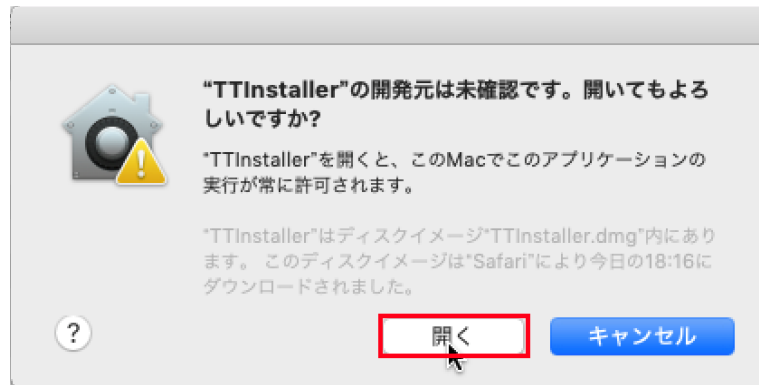 “TTInstaller”の開発元は未確認です。開いてもよろ
しいですか?
“TTInstaller”を開くと、このMacでこのアプリケーションの
実行が常に許可されます。
“TTInstaller”はディスクイメージ“TTInstaller.dmg”内にあり
ます。 このディスクイメージは“Safari”により今日の18:16に
ダウンロードされました。
?
開く
キャンセル